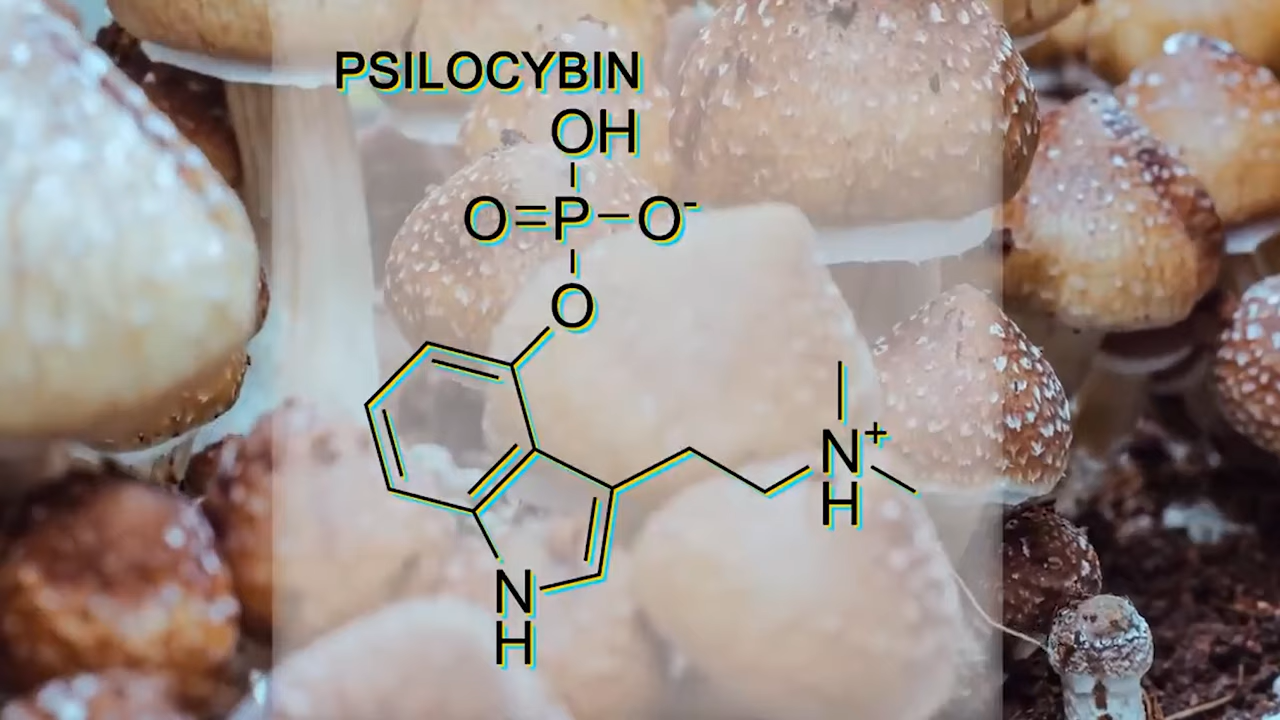 PSILOCYBIN
OH
O=P-O-
O
N+
H
N
H